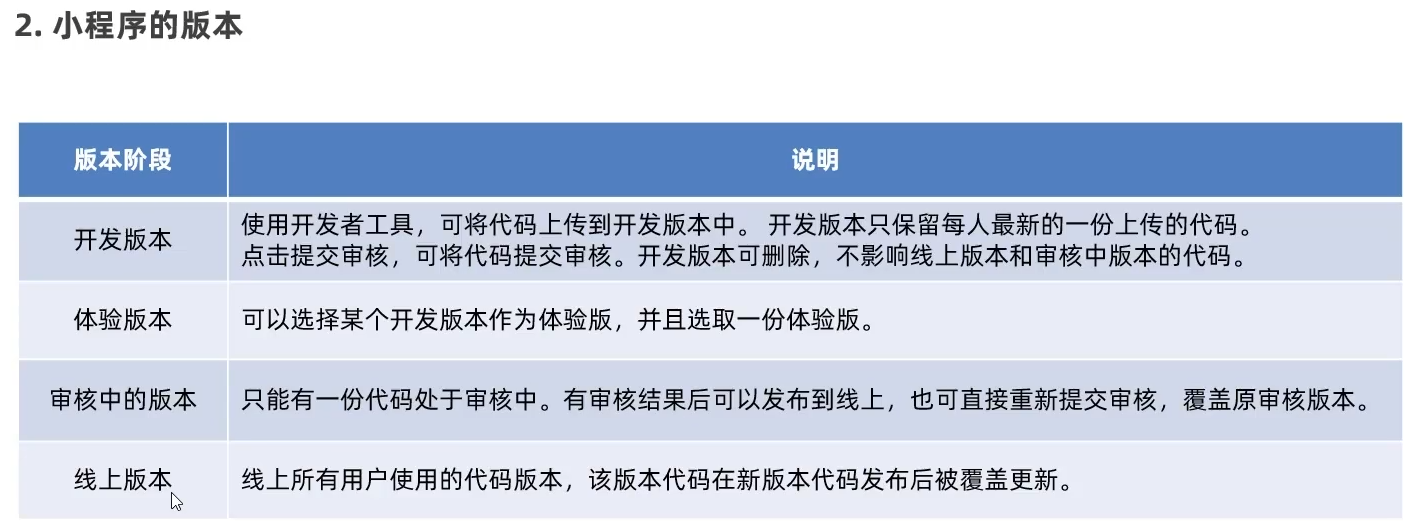 2. 小程序的版本
版本阶段
说明
开发版本
使用开发者工具，可将代码上传到开发版本中。 开发版本只保留每人最新的一份上传的代码。
点击提交审核，可将代码提交审核。开发版本可删除，不影响线上版本和审核中版本的代码。
体验版本
可以选择某个开发版本作为体验版，并且选取一份体验版。
审核中的版本
只能有一份代码处于审核中。有审核结果后可以发布到线上，也可直接重新提交审核，覆盖原审核版本。
线上版本
线上所有用户使用的代码版本，该版本代码在新版本代码发布后被覆盖更新。